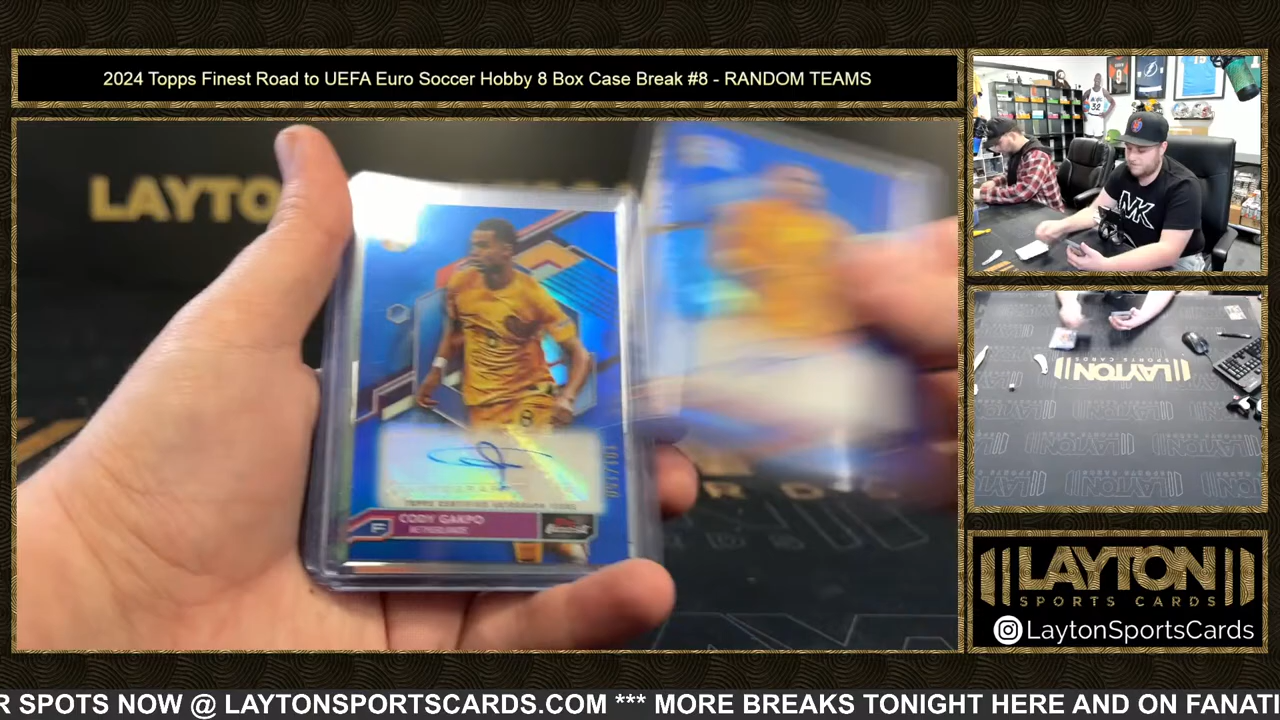 2024 Topps Finest Road to UEFA Euro Soccer Hobby 8 Box Case Break #8 - RANDOM TEAMS
LAYTO
CODY GAKPO
NETHERLANDS
F
8
R D S
LAYTON
LAYTON
SPORTS CARDS
LaytonSportsCards
R SPOTS NOW @ LAYTONSPORTSCARDS.COM *** MORE BREAKS TONIGHT HERE AND ON FANATI